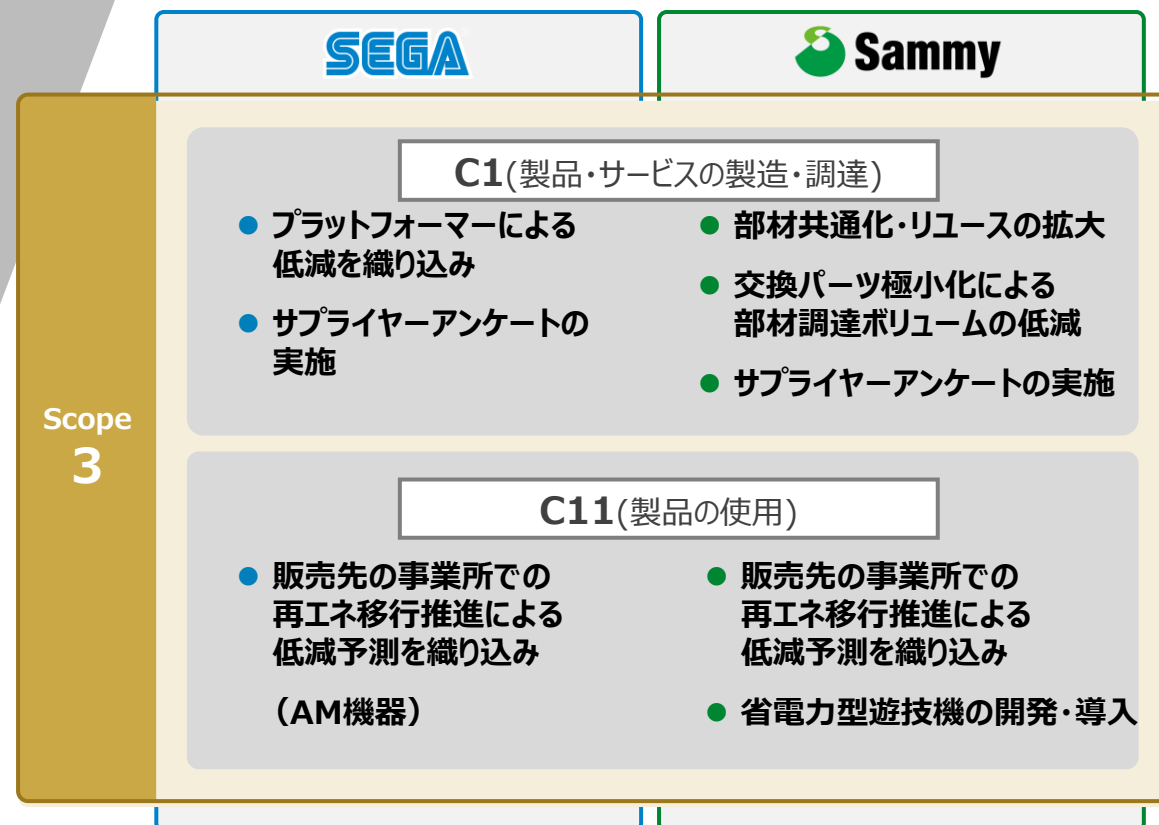 SEGA
Sammy
Scope
3
C1(製品・サービスの製造・調達)
● プラットフォーマーによる
低減を織り込み
● サプライヤーアンケートの
実施
● 部材共通化・リユースの拡大
● 交換パーツ極小化による
部材調達ボリュームの低減
● サプライヤーアンケートの実施
C11(製品の使用)
● 販売先の事業所での
再エネ移行推進による
低減予測を織り込み
（AM機器）
● 販売先の事業所での
再エネ移行推進による
低減予測を織り込み
● 省電力型遊技機の開発・導入